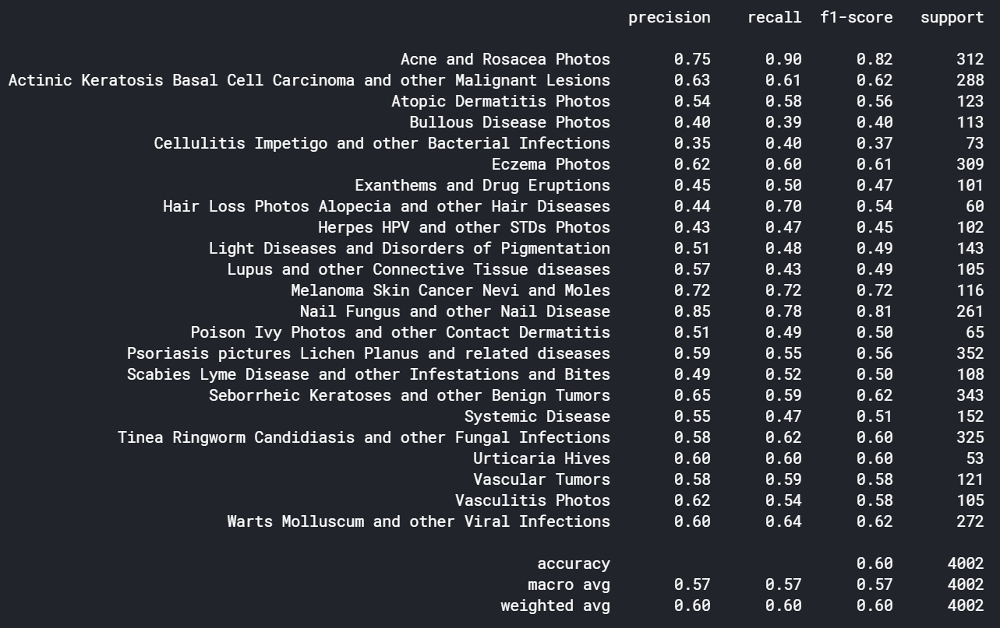 precision recall f1-score support
Acne and Rosacea Photos 0.75 0.90 0.82 312
Actinic Keratosis Basal Cell Carcinoma and other Malignant Lesions 0.63 0.61 0.62 288
Atopic Dermatitis Photos 0.54 0.58 0.56 123
Bullous Disease Photos 0.40 0.39 0.40 113
Cellulitis Impetigo and other Bacterial Infections 0.35 0.40 0.37 73
Eczema Photos 0.62 0.60 0.61 309
Exanthems and Drug Eruptions 0.45 0.50 0.47 101
Hair Loss Photos Alopecia and other Hair Diseases 0.44 0.70 0.54 60
Herpes HPV and other STDs Photos 0.43 0.47 0.45 102
Light Diseases and Disorders of Pigmentation 0.51 0.48 0.49 143
Lupus and other Connective Tissue diseases 0.57 0.43 0.49 105
Melanoma Skin Cancer Nevi and Moles 0.72 0.72 0.72 116
Nail Fungus and other Nail Disease 0.85 0.78 0.81 261
Poison Ivy Photos and other Contact Dermatitis 0.51 0.49 0.50 65
Psoriasis pictures Lichen Planus and related diseases 0.59 0.55 0.56 352
Scabies Lyme Disease and other Infestations and Bites 0.49 0.52 0.50 108
Seborrheic Keratoses and other Benign Tumors 0.65 0.59 0.62 343
Systemic Disease 0.55 0.47 0.51 152
Tinea Ringworm Candidiasis and other Fungal Infections 0.58 0.62 0.60 325
Urticaria Hives 0.60 0.60 0.60 53
Vascular Tumors 0.58 0.59 0.58 121
Vasculitis Photos 0.62 0.54 0.58 105
Warts Molluscum and other Viral Infections 0.60 0.64 0.62 272
accuracy 0.60 4002
macro avg 0.57 0.57 0.57 4002
weighted avg 0.60 0.60 0.60 4002